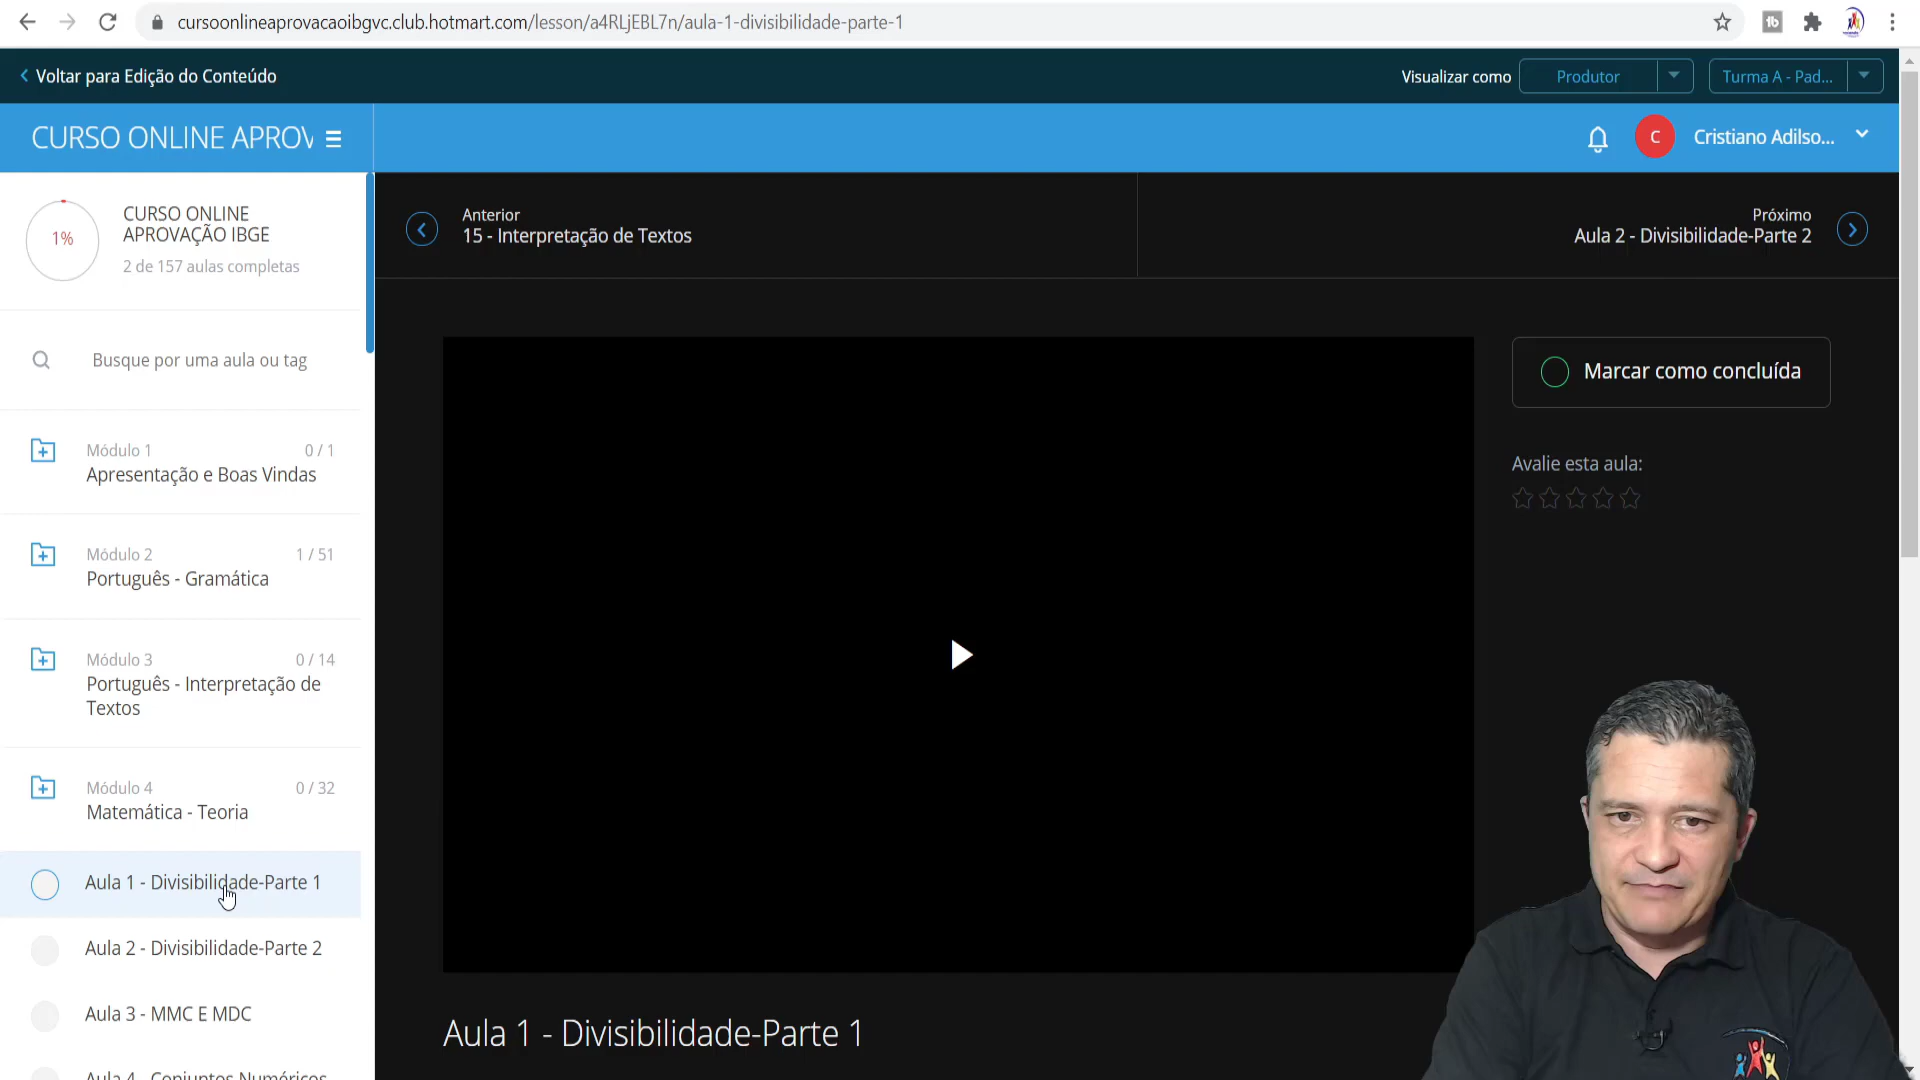 cursoonlineaprovacaoibgvc.club.hotmart.com/lesson/a4RLjEBL7n/aula-1-divisibilidade-parte-1
Voltar para Edição do Conteúdo
Visualizar como
Produtor
Turma A - Pad...
CURSO ONLINE APROV
C
Cristiano Adilso...
1%
CURSO ONLINE
APROVAÇÃO IBGE
2 de 157 aulas completas
Anterior
15 - Interpretação de Textos
Próximo
Aula 2 - Divisibilidade-Parte 2
Busque por uma aula ou tag
Marcar como concluída
Avalie esta aula:
Módulo 1
0 / 1
Apresentação e Boas Vindas
Módulo 2
1 / 51
Português - Gramática
Módulo 3
0 / 14
Português - Interpretação de
Textos
Módulo 4
0 / 32
Matemática - Teoria
Aula 1 - Divisibilidade-Parte 1
Aula 2 - Divisibilidade-Parte 2
Aula 3 - MMC E MDC
Aula 4 - Conjuntos Numéricos
Aula 1 - Divisibilidade-Parte 1